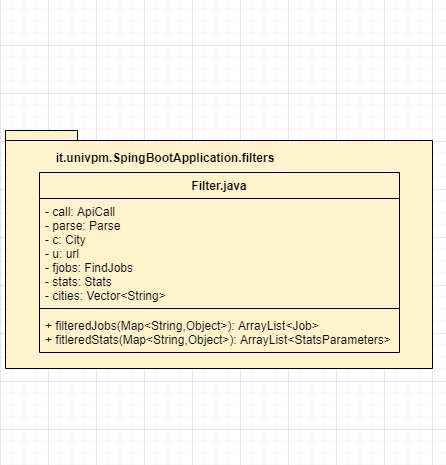 it.univpm.SpingBootApplication.filters
Filter.java
- call: ApiCall
- parse: Parse
- c: City
- u: url
- fjobs: FindJobs
- stats: Stats
- cities: Vector<String>
+ filteredJobs(Map<String,Object>): ArrayList<Job>
+ fitleredStats(Map<String,Object>): ArrayList<StatsParameters>